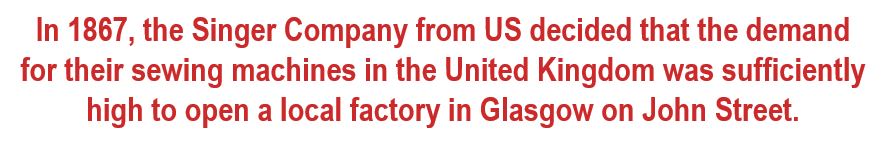 In 1867, the Singer Company from US decided that the demand
for their sewing machines in the United Kingdom was sufficiently
high to open a local factory in Glasgow on John Street.